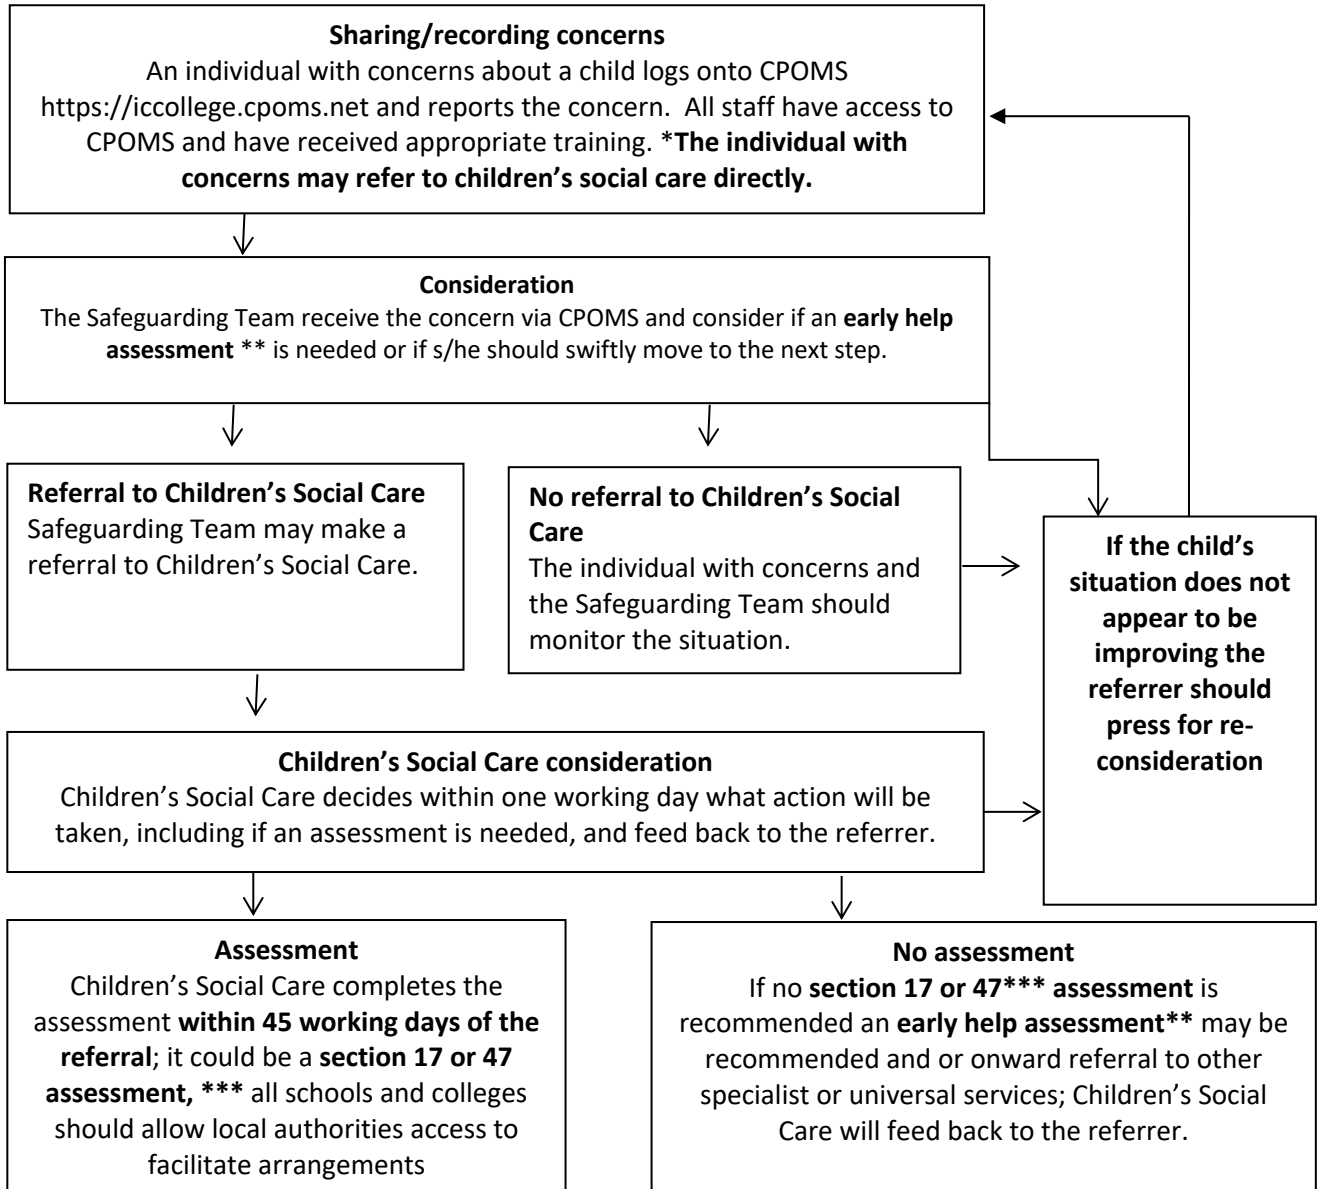 Sharing/recording concerns
An individual with concerns about a child logs onto CPOMS
https://iccollege.cpoms.net and reports the concern.  All staff have access to
CPOMS and have received appropriate training. *The individual with
concerns may refer to children's social care directly.
Consideration
The Safeguarding Team receive the concern via CPOMS and consider if an early help
assessment ** is needed or if s/he should swiftly move to the next step.
Referral to Children's Social Care
Safeguarding Team may make a
referral to Children's Social Care.
No referral to Children's Social
Care
The individual with concerns and
the Safeguarding Team should
monitor the situation.
If the child's
situation does not
appear to be
improving the
referrer should
press for re-
consideration
Children's Social Care consideration
Children's Social Care decides within one working day what action will be
taken, including if an assessment is needed, and feed back to the referrer.
Assessment
Children's Social Care completes the
assessment within 45 working days of the
referral; it could be a section 17 or 47
assessment, *** all schools and colleges
should allow local authorities access to
facilitate arrangements
No assessment
If no section 17 or 47*** assessment is
recommended an early help assessment** may be
recommended and or onward referral to other
specialist or universal services; Children's Social
Care will feed back to the referrer.